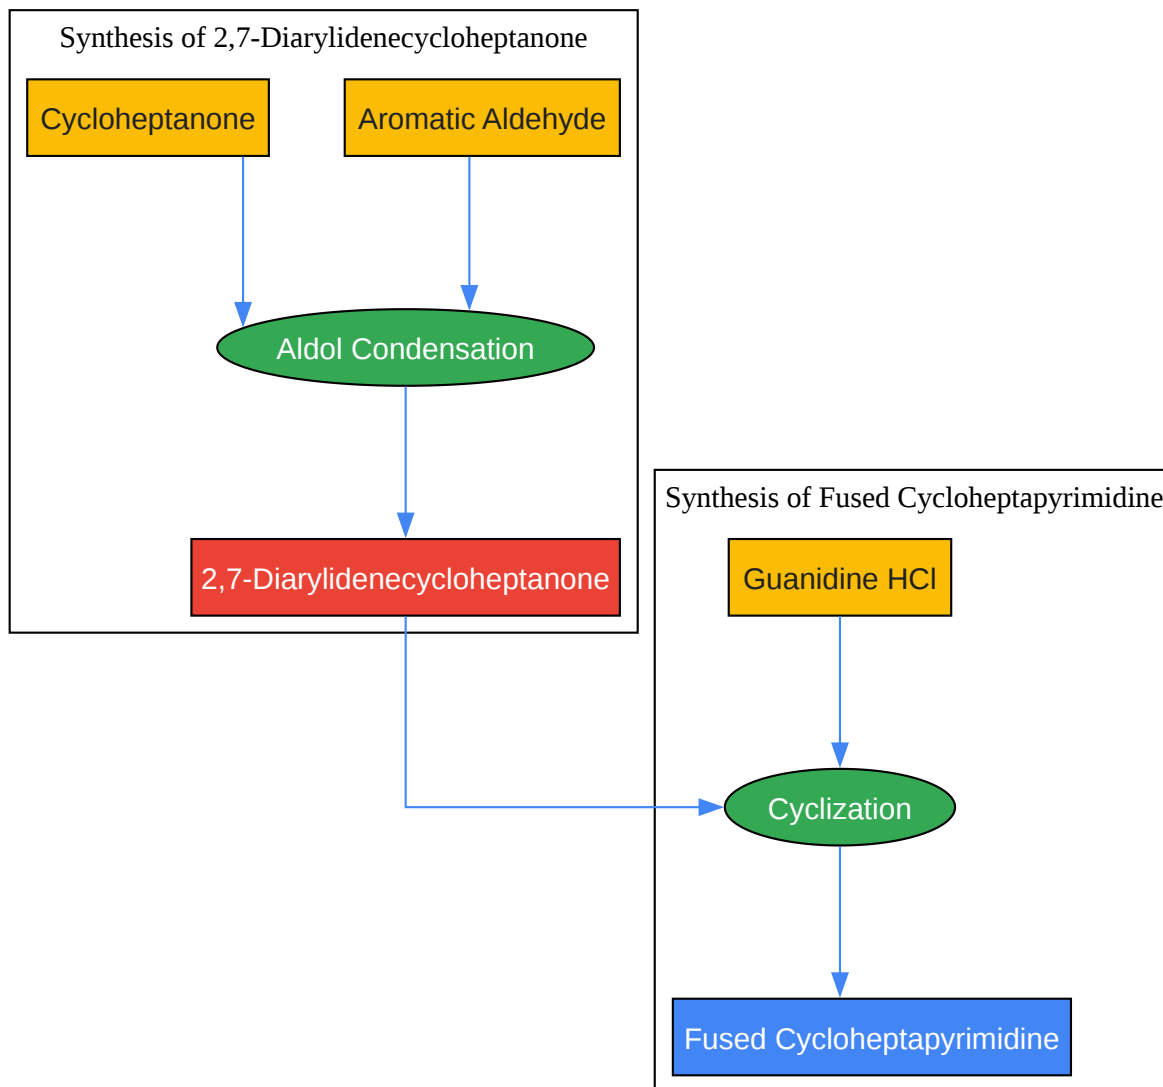 Synthesis of 2,7-Diarylidenecycloheptanone
Cycloheptanone
Aromatic Aldehyde
Aldol Condensation
2,7-Diarylidenecycloheptanone
Synthesis of Fused Cycloheptapyrimidine
Guanidine HCl
Cyclization
Fused Cycloheptapyrimidine